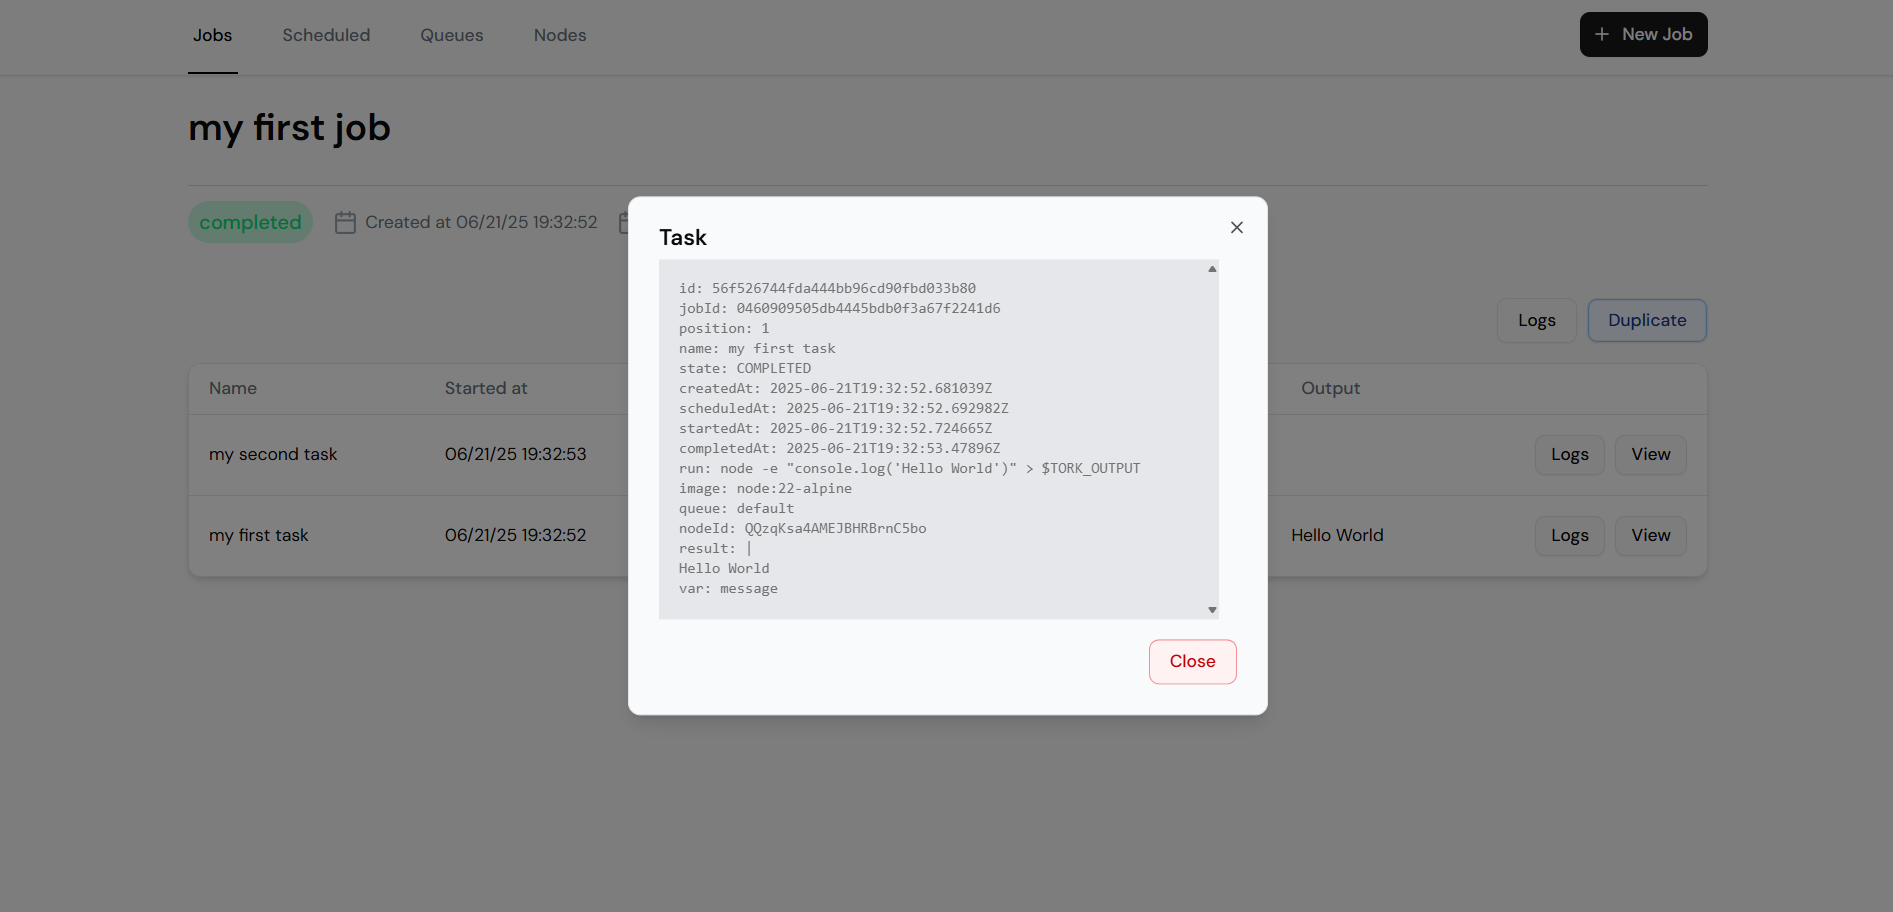 Jobs Scheduled Queues Nodes + New Job
my first job
completed Created at 06/21/25 19:32:52
Task
id: 56f526744fda444bb96cd90fbd033b80
jobId: 0460909505db4445bdb0f3a67f2241d6
position: 1
name: my first task
state: COMPLETED
createdAt: 2025-06-21T19:32:52.681039Z
scheduledAt: 2025-06-21T19:32:52.692982Z
startedAt: 2025-06-21T19:32:52.724665Z
completedAt: 2025-06-21T19:32:53.47896Z
run: node -e "console.log('Hello World')" > $TORK_OUTPUT
image: node:22-alpine
queue: default
nodeId: QQzqKsa4AMEJBHRBrnC5bo
result: |
Hello World
var: message
Close
Logs Duplicate
Name Started at Output
my second task 06/21/25 19:32:53 Logs View
my first task 06/21/25 19:32:52 Hello World Logs View